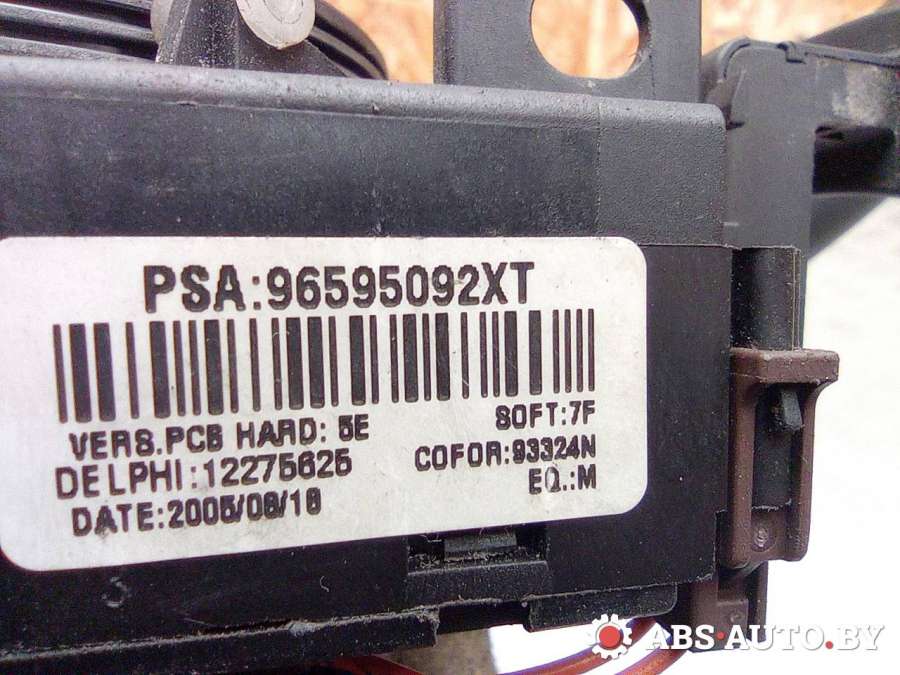 PSA:96595092XT
VERS.PCB HARD: 5E
SOFT:7F
DELPHI:12275625
COFOR:93324N
DATE:2005/08/18
EQ.:M
ABS-AUTO.BY